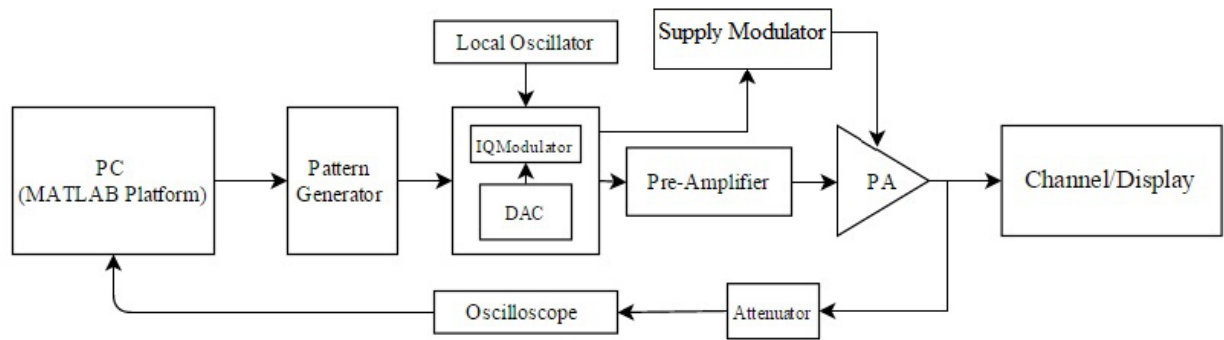 Local Oscillator
Supply Modulator
PC
(MATLAB Platform)
Pattern
Generator
IQModulator
DAC
Pre-Amplifier
PA
Channel/Display
Oscilloscope
Attenuator